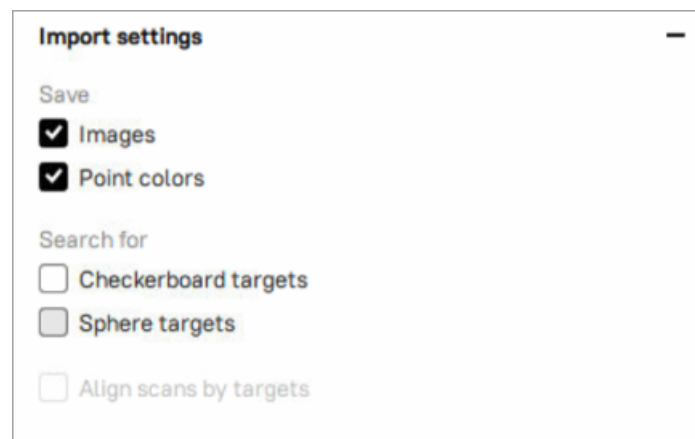 Import settings
Save
Images
Point colors
Search for
Checkerboard targets
Sphere targets
Align scans by targets